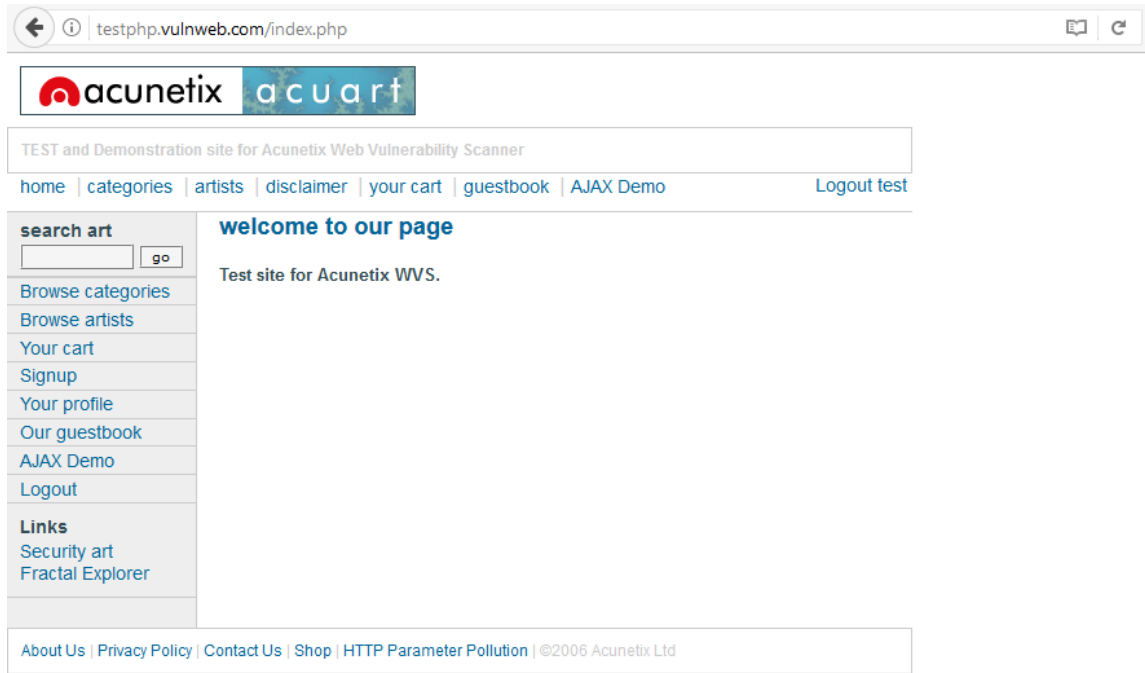 testphp.vulnweb.com/index.php
acunetix acuart
TEST and Demonstration site for Acunetix Web Vulnerability Scanner
home | categories | artists | disclaimer | your cart | guestbook | AJAX Demo Logout test
search art
go
Browse categories
Browse artists
Your cart
Signup
Your profile
Our guestbook
AJAX Demo
Logout
Links
Security art
Fractal Explorer
welcome to our page
Test site for Acunetix WVS.
About Us | Privacy Policy | Contact Us | Shop | HTTP Parameter Pollution | ©2006 Acunetix Ltd